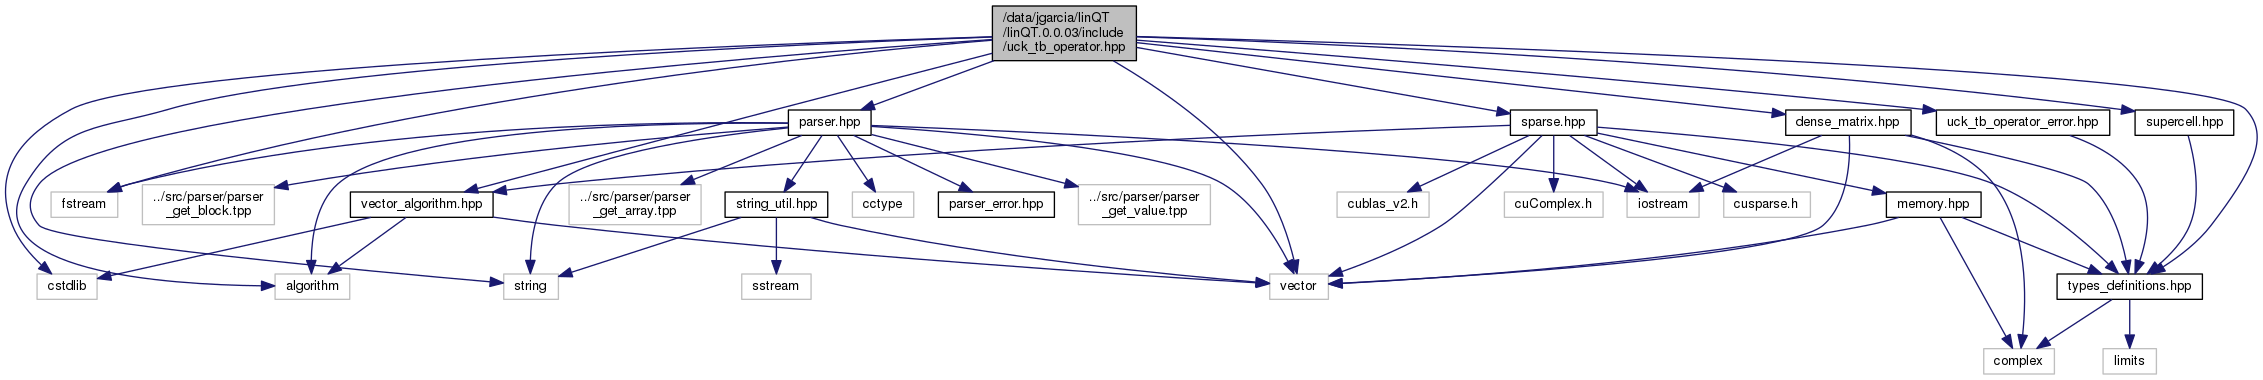 /data/jgarcia/linQT
/linQT.0.0.03/include
/uck_tb_operator.hpp
parser.hpp
sparse.hpp
dense_matrix.hpp
uck_tb_operator_error.hpp
supercell.hpp
fstream
../src/parser/parser
_get_block.tpp
vector_algorithm.hpp
../src/parser/parser
_get_array.tpp
string_util.hpp
cctype
parser_error.hpp
../src/parser/parser
_get_value.tpp
cublas_v2.h
cuComplex.h
iostream
cusparse.h
memory.hpp
cstdlib
algorithm
string
sstream
vector
types_definitions.hpp
complex
limits